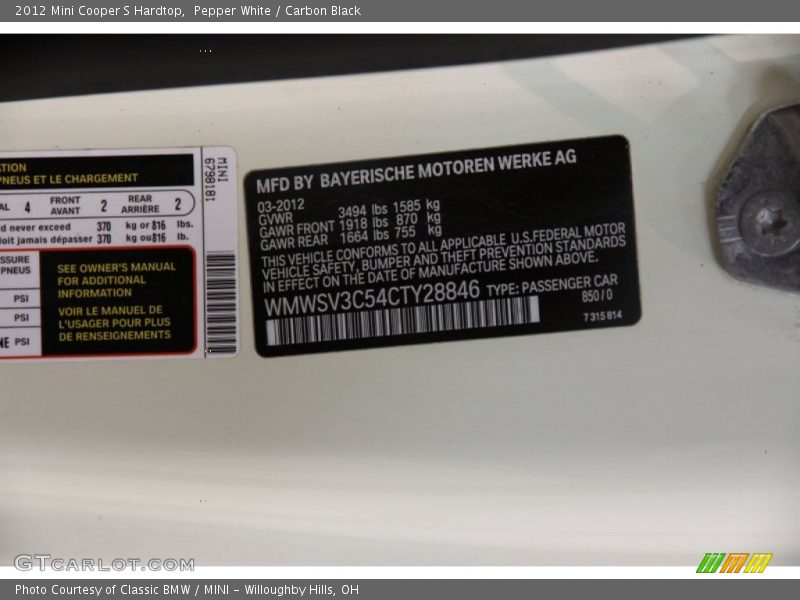 2012 Mini Cooper S Hardtop,  Pepper White / Carbon Black
TION
PNEUS ET LE CHARGEMENT
AL 4 FRONT AVANT 2 REAR ARRIÈRE 2
d never exceed 370 kg or 816 lbs.
oit jamais dépasser 370 kg ou 816 lb.
SSURE
PNEUS
PSI
PSI
NE PSI
SEE OWNER'S MANUAL
FOR ADDITIONAL
INFORMATION
VOIR LE MANUEL DE
L'USAGER POUR PLUS
DE RENSEIGNEMENTS
MINI
6798181
MFD BY BAYERISCHE MOTOREN WERKE AG
03-2012
GVWR 3494 lbs 1585 kg
GAWR FRONT 1918 lbs 870 kg
GAWR REAR 1664 lbs 755 kg
THIS VEHICLE CONFORMS TO ALL APPLICABLE U.S.FEDERAL MOTOR
VEHICLE SAFETY, BUMPER AND THEFT PREVENTION STANDARDS
IN EFFECT ON THE DATE OF MANUFACTURE SHOWN ABOVE.
WMWSV3C54CTY28846 TYPE: PASSENGER CAR
850 / 0
7 315 814
GTCARLOT.COM
Photo Courtesy of Classic BMW / MINI - Willoughby Hills, OH